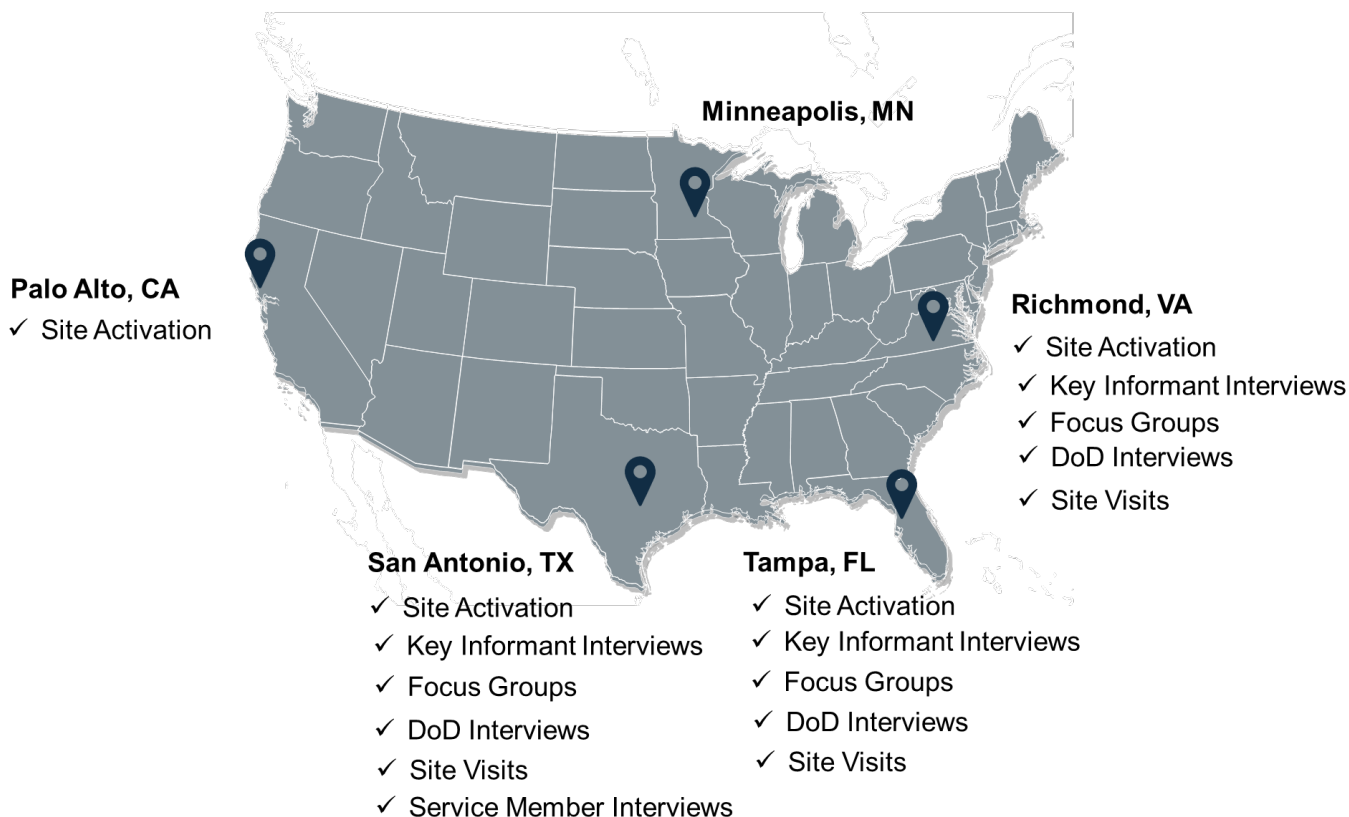 Minneapolis, MN
Palo Alto, CA
✓ Site Activation
Richmond, VA
✓ Site Activation
✓ Key Informant Interviews
✓ Focus Groups
✓ DoD Interviews
✓ Site Visits
San Antonio, TX
✓ Site Activation
✓ Key Informant Interviews
✓ Focus Groups
✓ DoD Interviews
✓ Site Visits
✓ Service Member Interviews
Tampa, FL
✓ Site Activation
✓ Key Informant Interviews
✓ Focus Groups
✓ DoD Interviews
✓ Site Visits